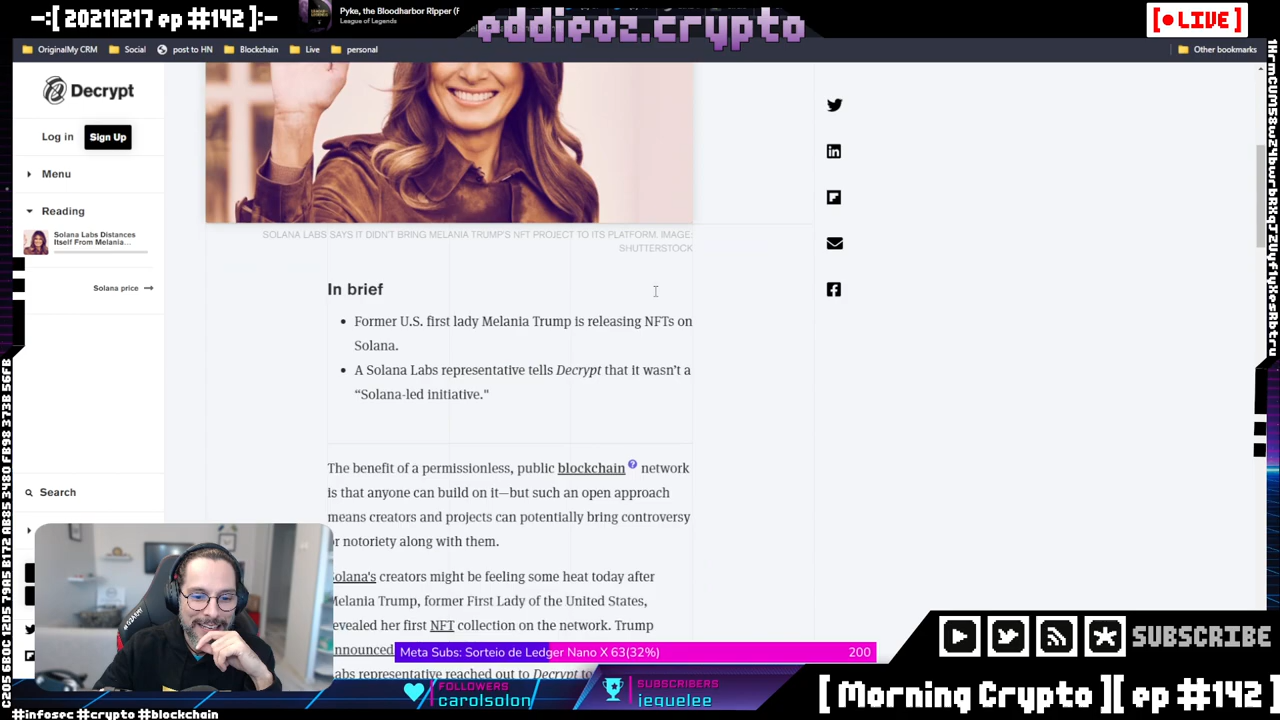 -:[ 20211217 ep #142 ]:-
Pyke, the Bloodharbor Ripper (F
League of Legends
eddieoz.crypto
[● LIVE]
OriginalMy CRM
Social
post to HN
Blockchain
Live
personal
Other bookmarks
Decrypt
Log in
Sign Up
Menu
Reading
Solana Labs Distances
Itself From Melania...
Solana price
Search
SOLANA LABS SAYS IT DIDN'T BRING MELANIA TRUMP'S NFT PROJECT TO ITS PLATFORM. IMAGE:
SHUTTERSTOCK
In brief
• Former U.S. first lady Melania Trump is releasing NFTs on
Solana.
• A Solana Labs representative tells Decrypt that it wasn't a
“Solana-led initiative."
The benefit of a permissionless, public blockchain ? network
is that anyone can build on it—but such an open approach
means creators and projects can potentially bring controversy
or notoriety along with them.
Solana's creators might be feeling some heat today after
Melania Trump, former First Lady of the United States,
revealed her first NFT collection on the network. Trump
announced
Labs representative reached out to Decrypt to
Meta Subs: Sorteio de Ledger Nano X 63(32%)
200
FOLLOWERS
carolsolon
SUBSCRIBERS
ieguelee
SUBSCRIBE
[ Morning Crypto ][ ep #142 ]
#infosec #crypto #blockchain